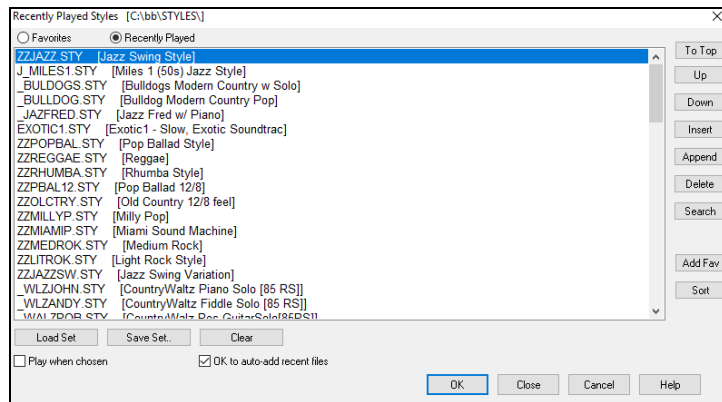 Recently Played Styles [C:\bb\STYLES\]
Favorites Recently Played
ZZJAZZ.STY [Jazz Swing Style]
J_MILES1.STY [Miles 1 (50s) Jazz Style]
_BULDOGS.STY [Bulldogs Modern Country w Solo]
_BULLDOG.STY [Bulldog Modern Country Pop]
_JAZFRED.STY [Jazz Fred w/ Piano]
EXOTIC1.STY [Exotic1 - Slow, Exotic Soundtrac]
ZZPOPBAL.STY [Pop Ballad Style]
ZZREGGAE.STY [Reggae]
ZZRHUMBA.STY [Rhumba Style]
ZZPBAL12.STY [Pop Ballad 12/8]
ZZOLCTRY.STY [Old Country 12/8 feel]
ZZMILLYP.STY [Milly Pop]
ZZMIAMIP.STY [Miami Sound Machine]
ZZMEDROK.STY [Medium Rock]
ZZLITROK.STY [Light Rock Style]
ZZJAZZSW.STY [Jazz Swing Variation]
_WLZJOHN.STY [CountryWaltz Piano Solo [85 RS]]
_WLZANDY.STY [CountryWaltz Fiddle Solo [85 RS]]
_WALZROB.STY [CountryWalz Res-GuitarSolo[85RS]]
To Top
Up
Down
Insert
Append
Delete
Search
Add Fav
Sort
Load Set Save Set.. Clear
Play when chosen OK to auto-add recent files
OK Close Cancel Help